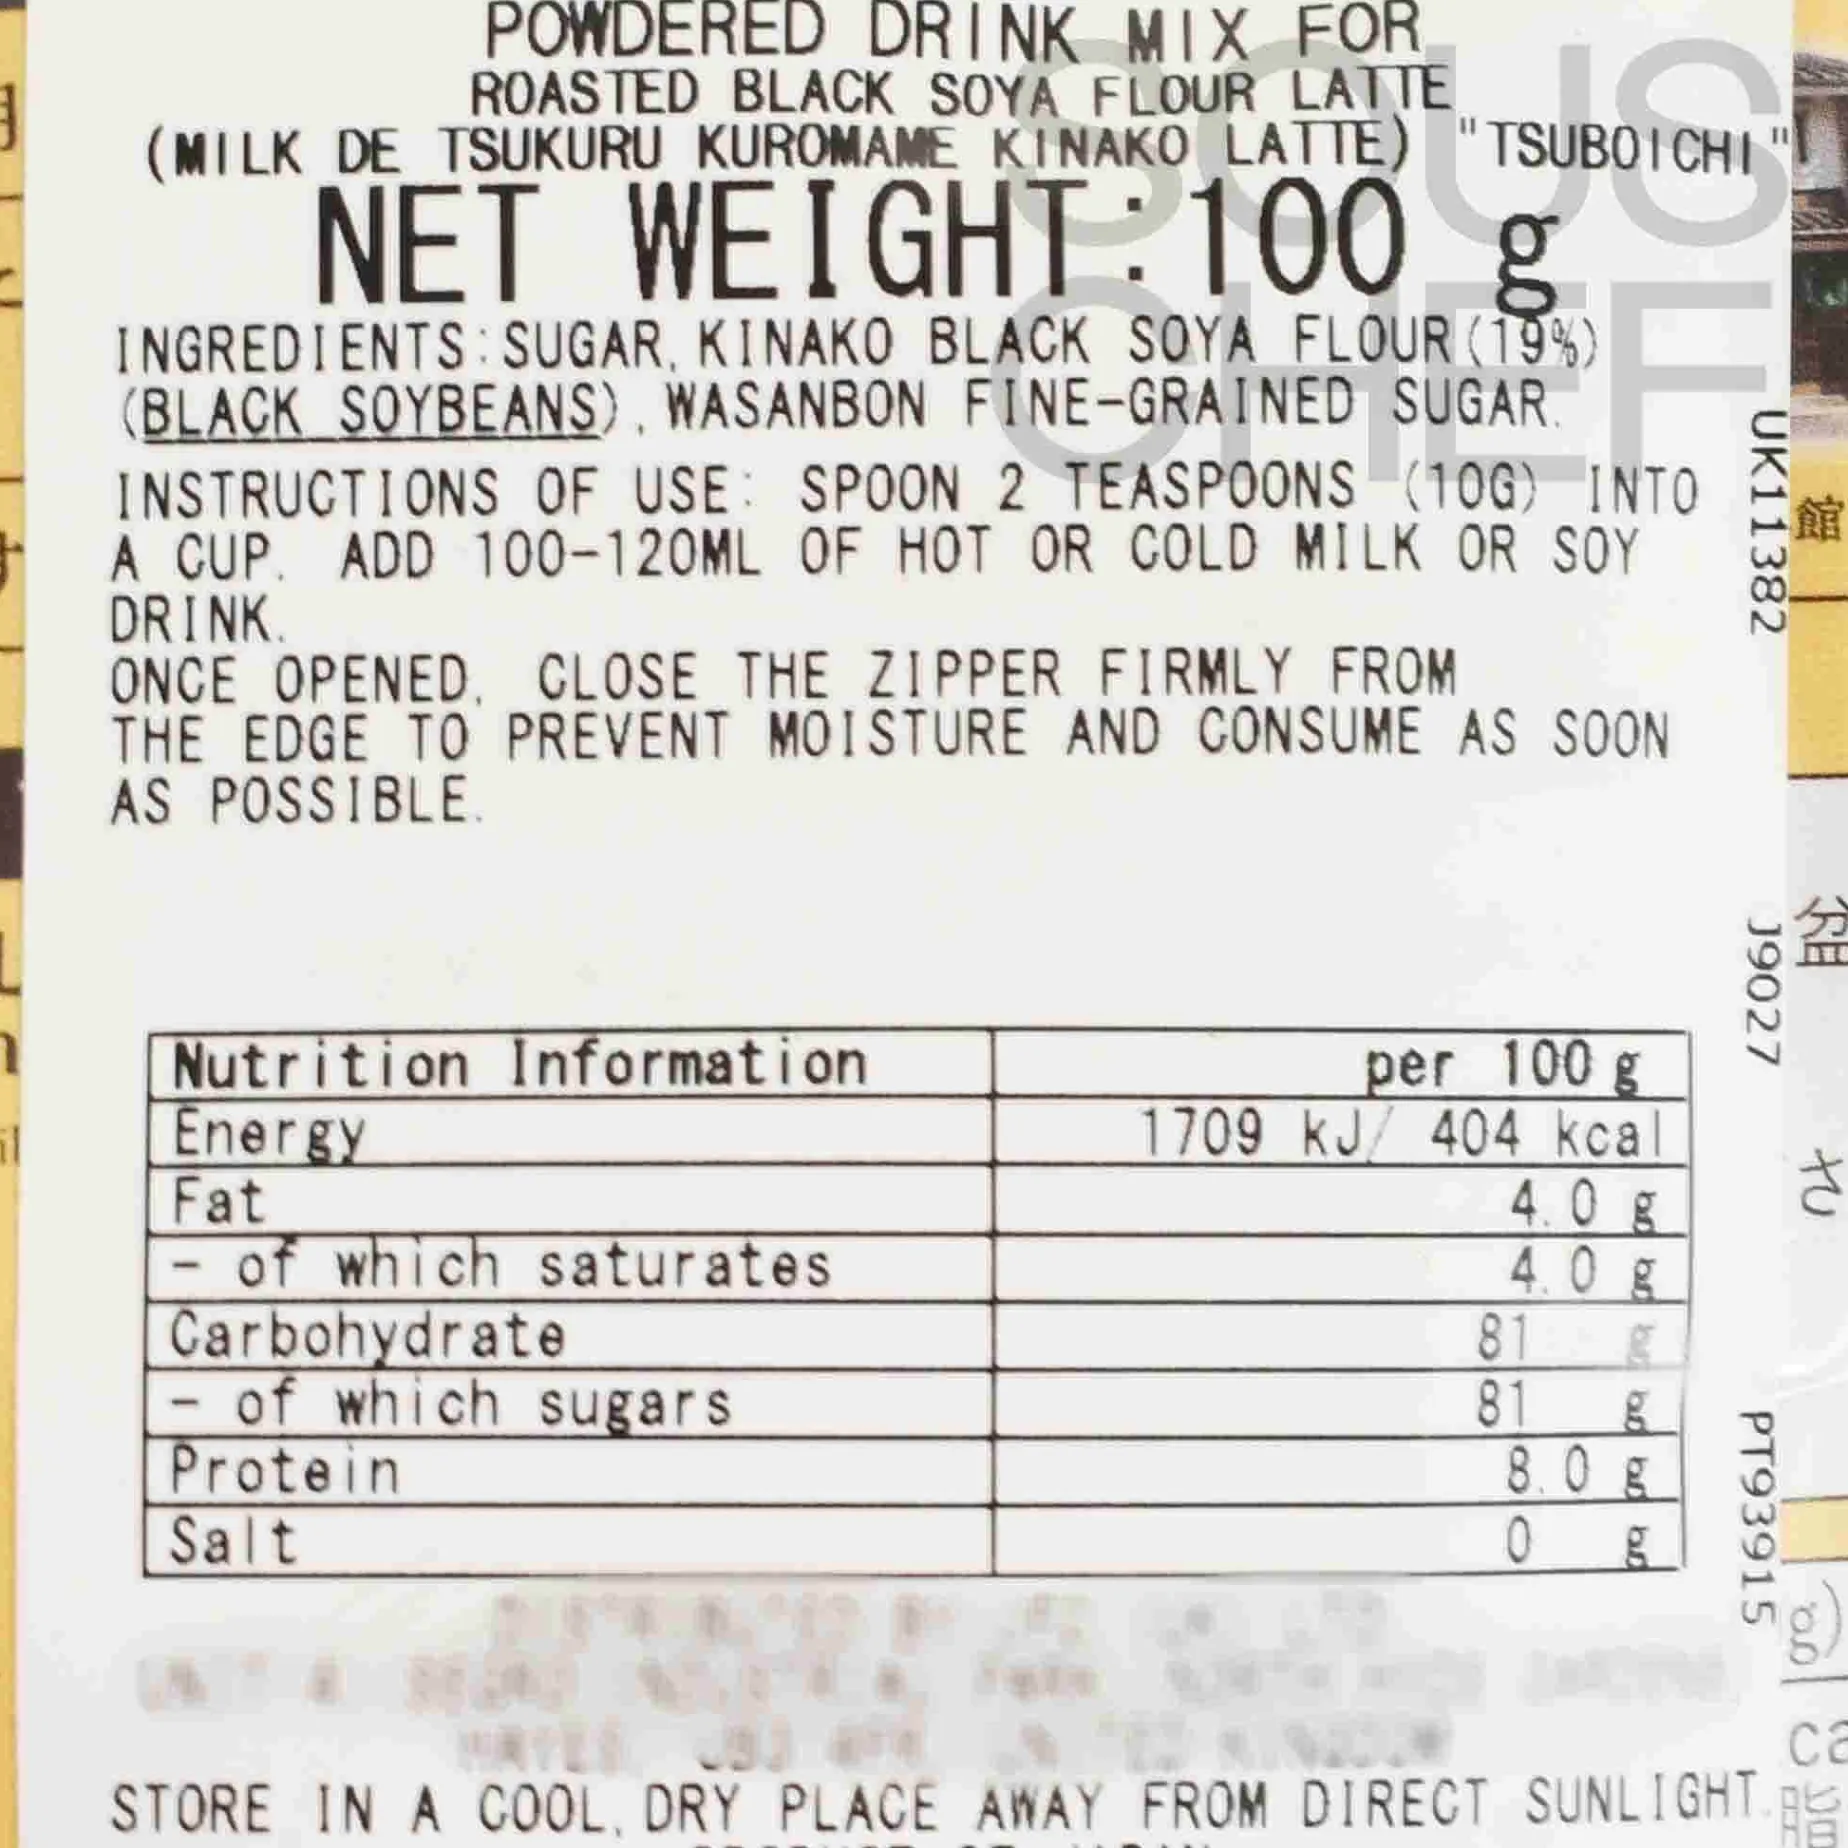 POWDERED DRINK MIX FOR
ROASTED BLACK SOYA FLOUR LATTE
(MILK DE TSUKURU KUROMAME KINAKO LATTE) "TSUBOICHI"
NET WEIGHT:100 g
SOUS
CHEF
INGREDIENTS:SUGAR, KINAKO BLACK SOYA FLOUR(19%)
(BLACK SOYBEANS), WASANBON FINE-GRAINED SUGAR.
INSTRUCTIONS OF USE: SPOON 2 TEASPOONS (10G) INTO
A CUP. ADD 100-120ML OF HOT OR COLD MILK OR SOY
DRINK.
ONCE OPENED, CLOSE THE ZIPPER FIRMLY FROM
THE EDGE TO PREVENT MOISTURE AND CONSUME AS SOON
AS POSSIBLE.
Nutrition Information per 100 g
Energy 1709 kJ/ 404 kcal
Fat 4.0 g
- of which saturates 4.0 g
Carbohydrate 81 g
- of which sugars 81 g
Protein 8.0 g
Salt 0 g
STORE IN A COOL, DRY PLACE AWAY FROM DIRECT SUNLIGHT.
UK11382
J9027
PT93915
館
g)